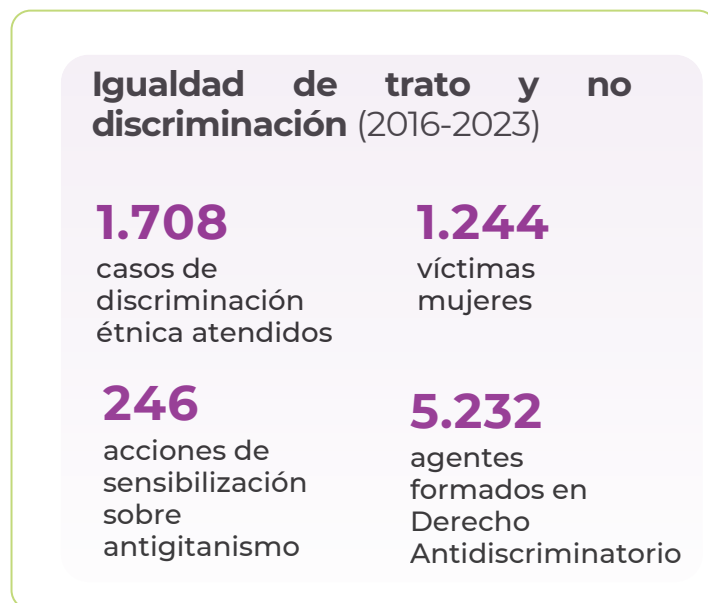 Igualdad de trato y no
discriminación (2016-2023)
1.708
casos de
discriminación
étnica atendidos
1.244
víctimas
mujeres
246
acciones de
sensibilización
sobre
antigitanismo
5.232
agentes
formados en
Derecho
Antidiscriminatorio